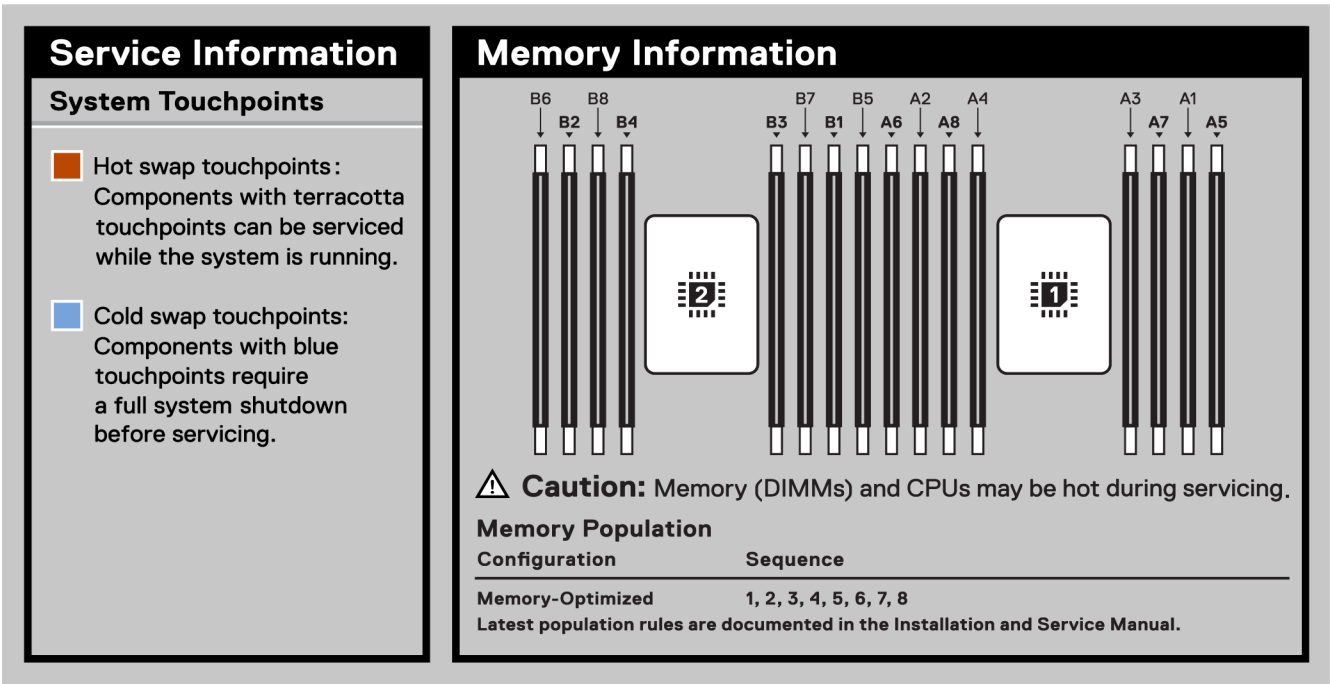 Service Information
System Touchpoints
Hot swap touchpoints:
Components with terracotta
touchpoints can be serviced
while the system is running.
Cold swap touchpoints:
Components with blue
touchpoints require
a full system shutdown
before servicing.
Memory Information
B6 B8 B7 B5 A2 A4 A3 A1
B2 B4 B3 B1 A6 A8 A7 A5
2 1
Caution: Memory (DIMMs) and CPUs may be hot during servicing.
Memory Population
Configuration Sequence
Memory-Optimized 1, 2, 3, 4, 5, 6, 7, 8
Latest population rules are documented in the Installation and Service Manual.